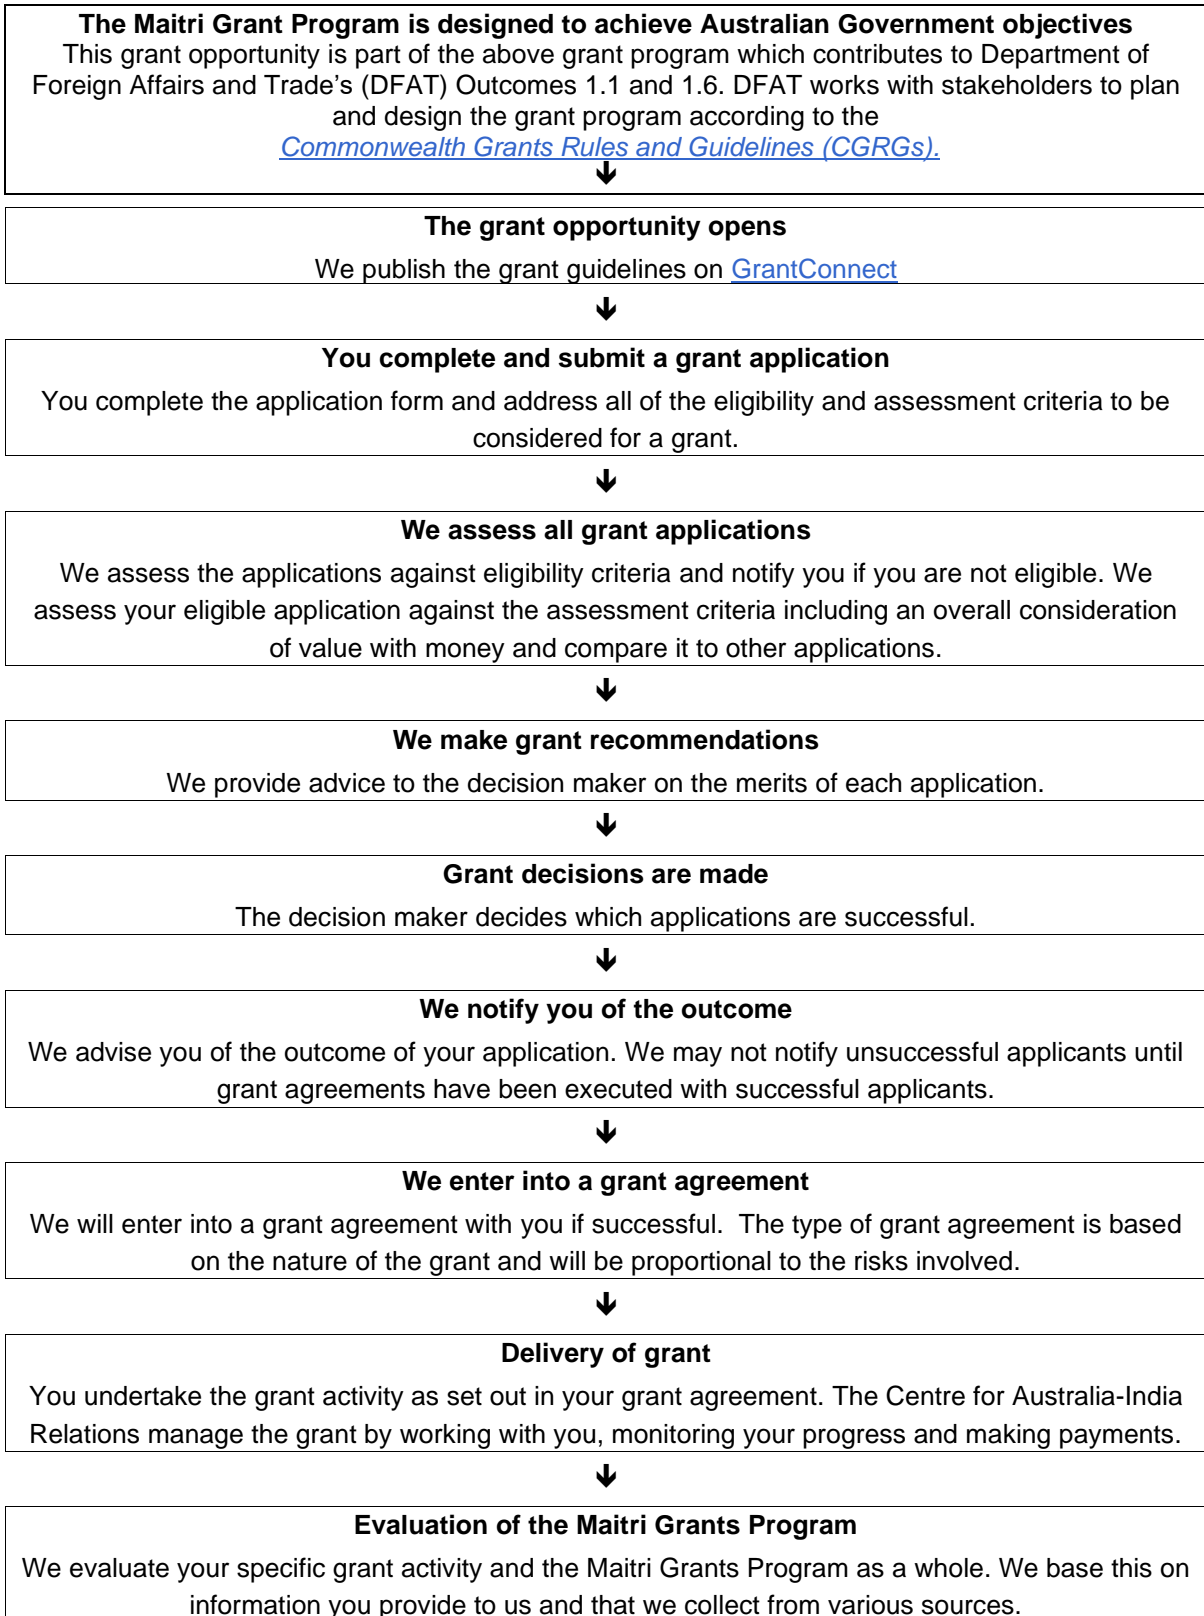 The Maitri Grant Program is designed to achieve Australian Government objectives
This grant opportunity is part of the above grant program which contributes to Department of
Foreign Affairs and Trade's (DFAT) Outcomes 1.1 and 1.6. DFAT works with stakeholders to plan
and design the grant program according to the
Commonwealth Grants Rules and Guidelines (CGRGs).
The grant opportunity opens
We publish the grant guidelines on GrantConnect
You complete and submit a grant application
You complete the application form and address all of the eligibility and assessment criteria to be
considered for a grant.
We assess all grant applications
We assess the applications against eligibility criteria and notify you if you are not eligible. We
assess your eligible application against the assessment criteria including an overall consideration
of value with money and compare it to other applications.
We make grant recommendations
We provide advice to the decision maker on the merits of each application.
Grant decisions are made
The decision maker decides which applications are successful.
We notify you of the outcome
We advise you of the outcome of your application. We may not notify unsuccessful applicants until
grant agreements have been executed with successful applicants.
We enter into a grant agreement
We will enter into a grant agreement with you if successful.  The type of grant agreement is based
on the nature of the grant and will be proportional to the risks involved.
Delivery of grant
You undertake the grant activity as set out in your grant agreement. The Centre for Australia-India
Relations manage the grant by working with you, monitoring your progress and making payments.
Evaluation of the Maitri Grants Program
We evaluate your specific grant activity and the Maitri Grants Program as a whole. We base this on
information you provide to us and that we collect from various sources.